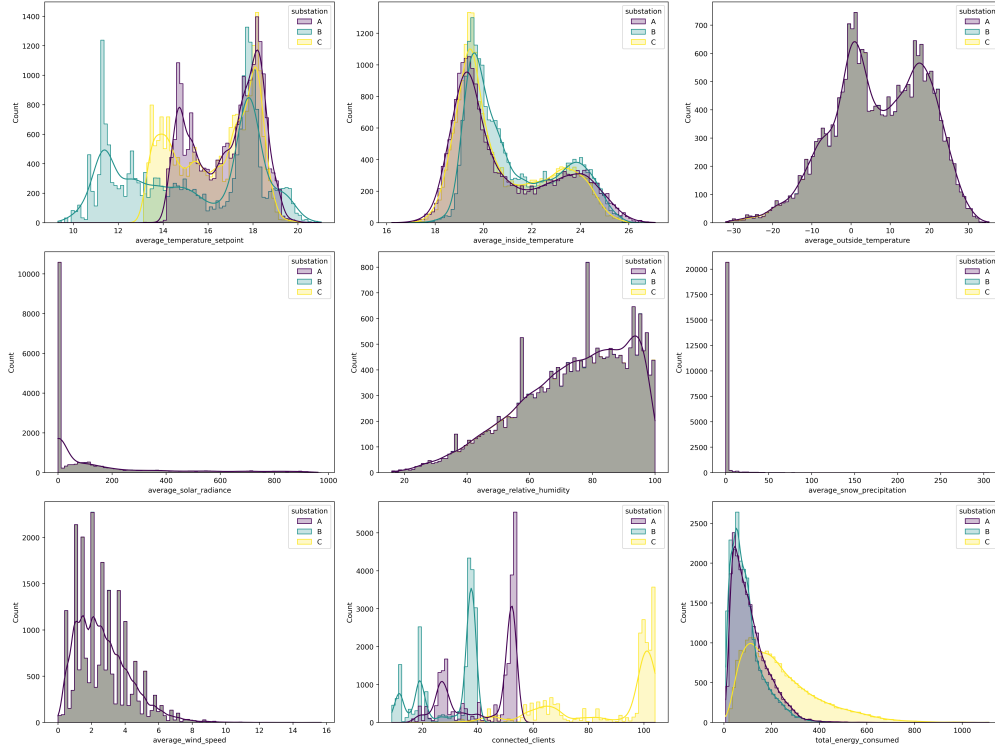 substation
A
B
C
1400
1200
1000
800
600
400
200
0
Count
10
12
14
16
18
20
average_temperature_setpoint
substation
A
B
C
1200
1000
800
600
400
200
0
Count
16
18
20
22
24
26
average_inside_temperature
substation
A
B
C
700
600
500
400
300
200
100
0
Count
−30
−20
−10
0
10
20
30
average_outside_temperature
substation
A
B
C
10000
8000
6000
4000
2000
0
Count
0
200
400
600
800
1000
average_solar_radiance
substation
A
B
C
800
700
600
500
400
300
200
100
0
Count
20
40
60
80
100
average_relative_humidity
substation
A
B
C
20000
17500
15000
12500
10000
7500
5000
2500
0
Count
0
50
100
150
200
250
300
average_snow_precipitation
substation
A
B
C
2000
1500
1000
500
0
Count
0
2
4
6
8
10
12
14
16
average_wind_speed
substation
A
B
C
5000
4000
3000
2000
1000
0
Count
20
40
60
80
100
connected_clients
substation
A
B
C
2500
2000
1500
1000
500
0
Count
0
200
400
600
800
1000
total_energy_consumed